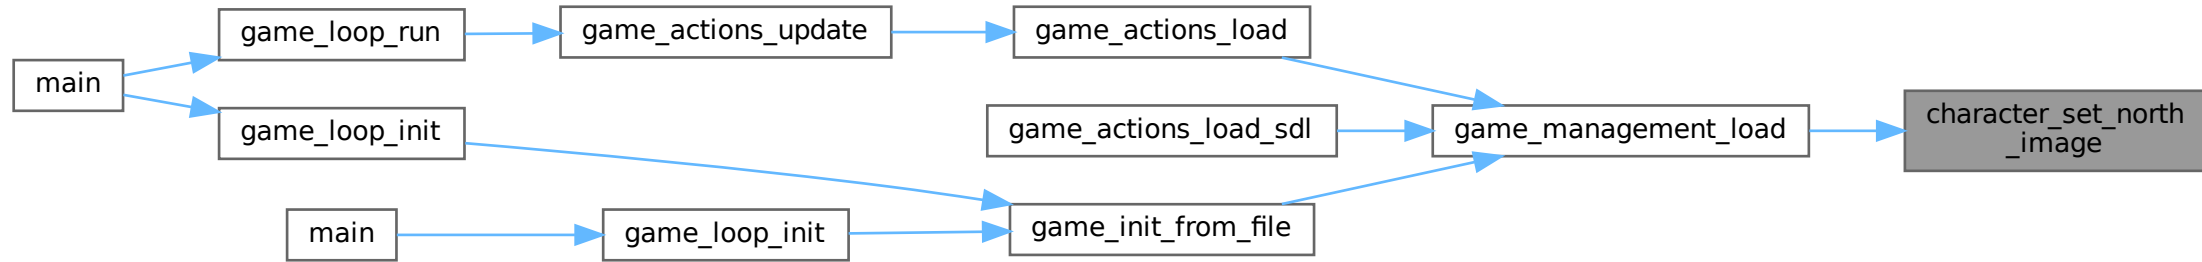 main
game_loop_run
game_loop_init
main
game_actions_update
game_loop_init
game_actions_load
game_actions_load_sdl
game_init_from_file
game_management_load
character_set_north
_image